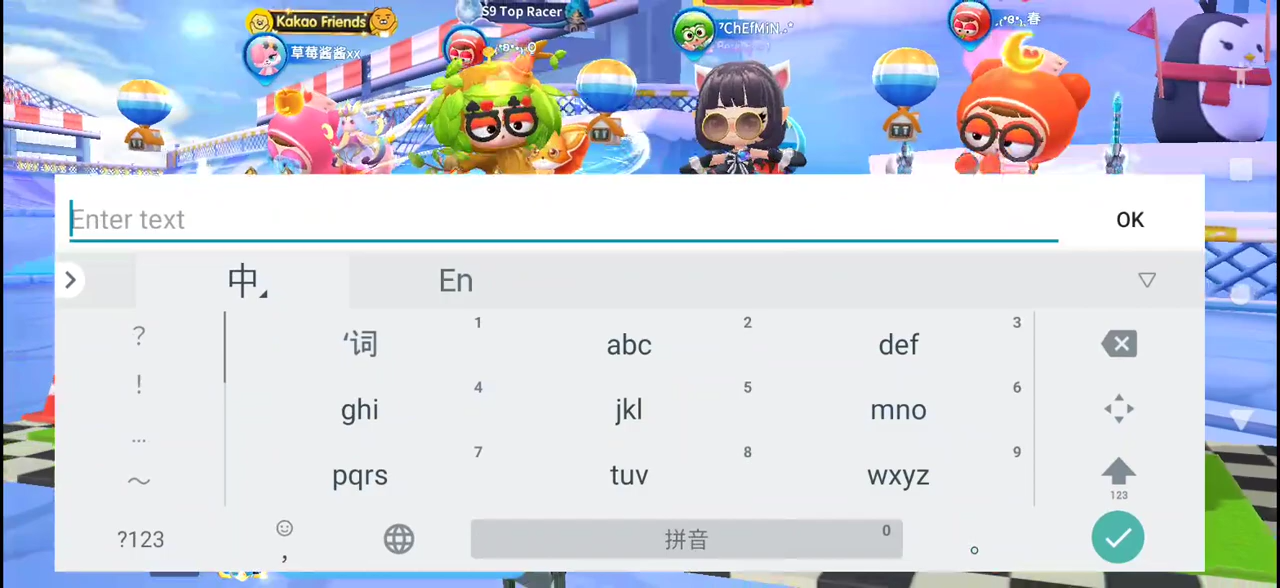 Kakao Friends
S9 Top Racer
草莓酱酱xx
ChEfMiN
春
Enter text
OK
中
En
?
!
…
～
'词
1
abc
2
def
3
ghi
4
jkl
5
mno
6
pqrs
7
tuv
8
wxyz
9
123
?123
,
拼音
0
。